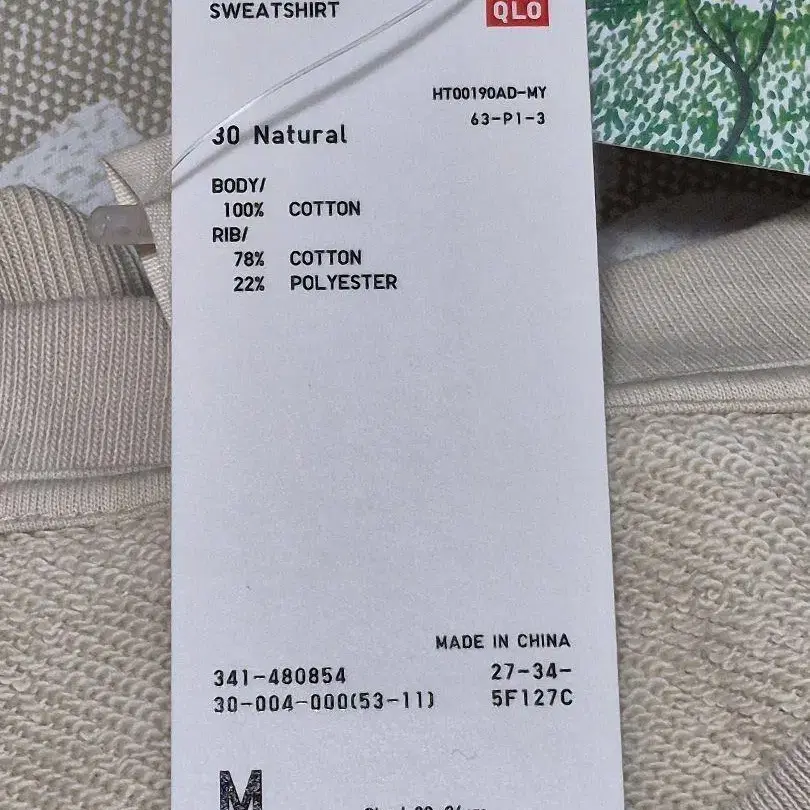 SWEATSHIRT
QLO
HT00190AD-MY
63-P1-3
30 Natural
BODY/
100% COTTON
RIB/
78% COTTON
22% POLYESTER
MADE IN CHINA
341-480854 27-34-
30-004-000(53-11) 5F127C
M